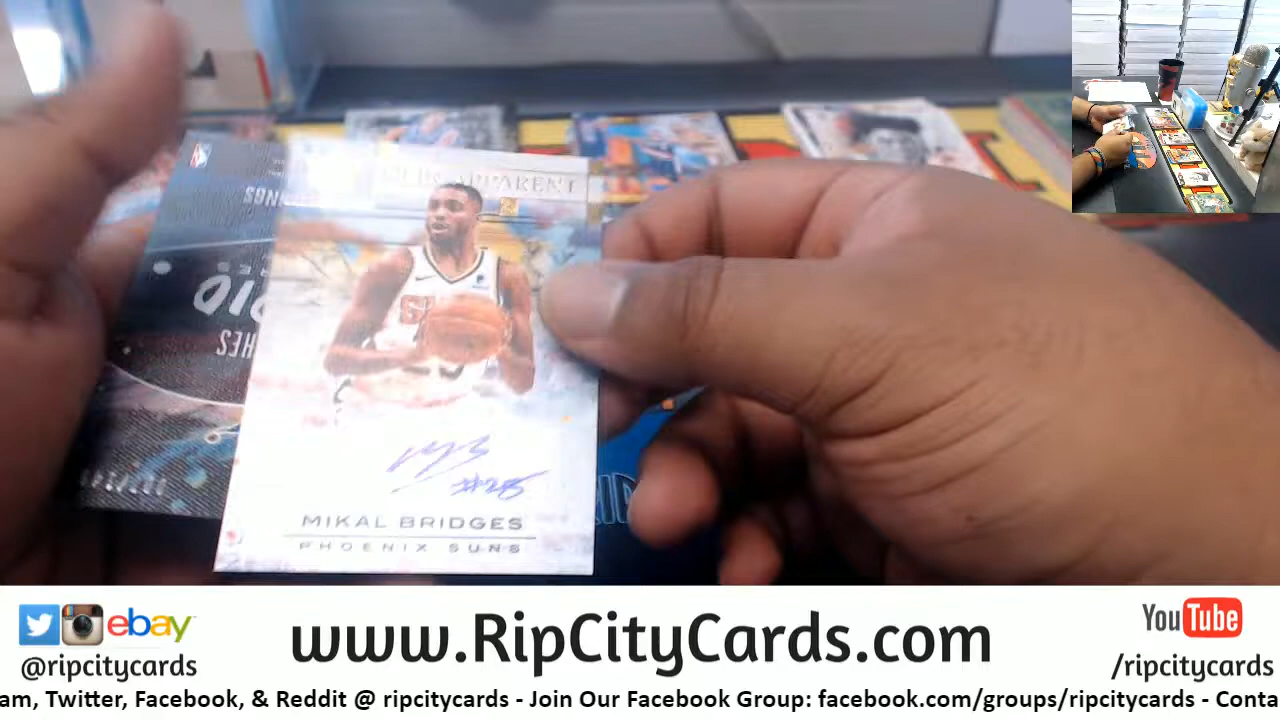 APPARENT
MIKAL BRIDGES
PHOENIX SUNS
#25
ebay
@ripcitycards
www.RipCityCards.com
YouTube
/ripcitycards
am, Twitter, Facebook, & Reddit @ ripcitycards - Join Our Facebook Group: facebook.com/groups/ripcitycards - Conta